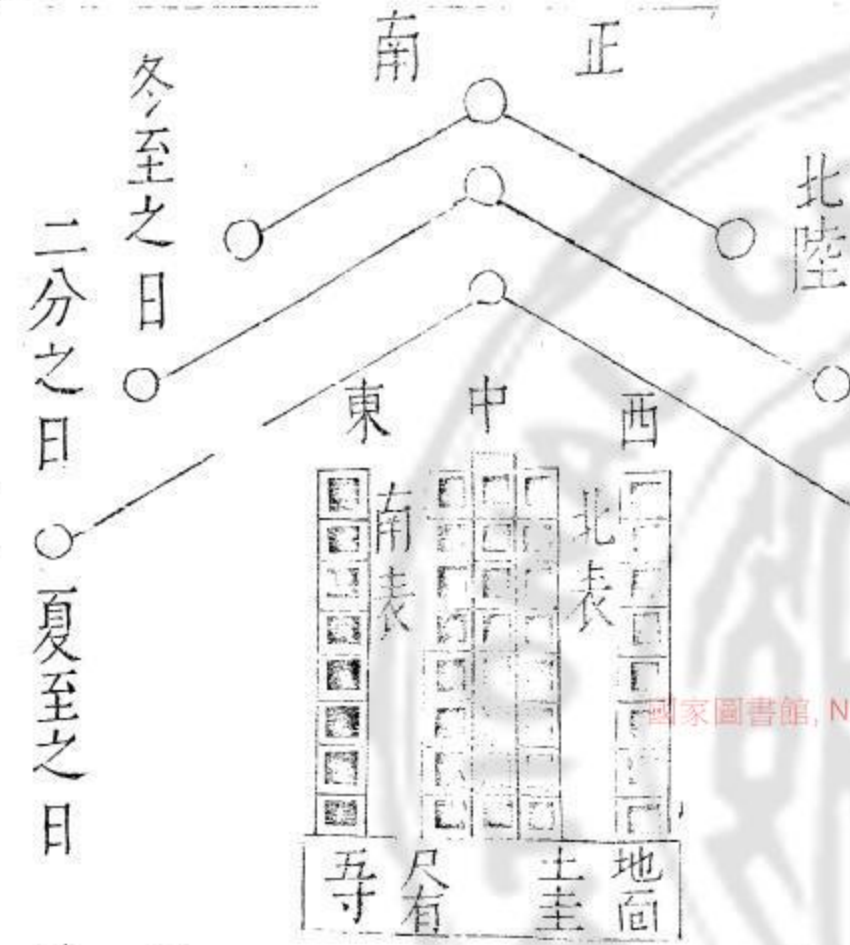 正南
北陸
冬至之日
二分之日
夏至之日
西
中
東
北表
南表
地面
土圭
尺有
五寸
國家圖書館, N